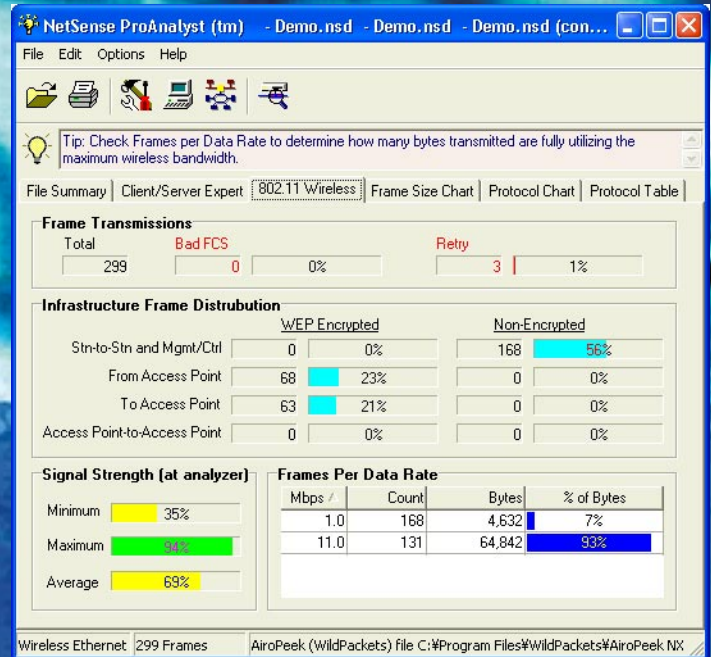 NetSense ProAnalyst (tm) - Demo.nsd - Demo.nsd - Demo.nsd (con...
File Edit Options Help
Tip: Check Frames per Data Rate to determine how many bytes transmitted are fully utilizing the
maximum wireless bandwidth.
File Summary Client/Server Expert 802.11 Wireless Frame Size Chart Protocol Chart Protocol Table
Frame Transmissions
Total Bad FCS Retry
299 0 0% 3 1%
Infrastructure Frame Distrubution
WEP Encrypted Non-Encrypted
Stn-to-Stn and Mgmt/Ctrl 0 0% 168 56%
From Access Point 68 23% 0 0%
To Access Point 63 21% 0 0%
Access Point-to-Access Point 0 0% 0 0%
Signal Strength (at analyzer)
Minimum 35%
Maximum 94%
Average 69%
Frames Per Data Rate
Mbps Count Bytes % of Bytes
1.0 168 4,632 7%
11.0 131 64,842 93%
Wireless Ethernet 299 Frames AiroPeek (WildPackets) file C:¥Program Files¥WildPackets¥AiroPeek NX